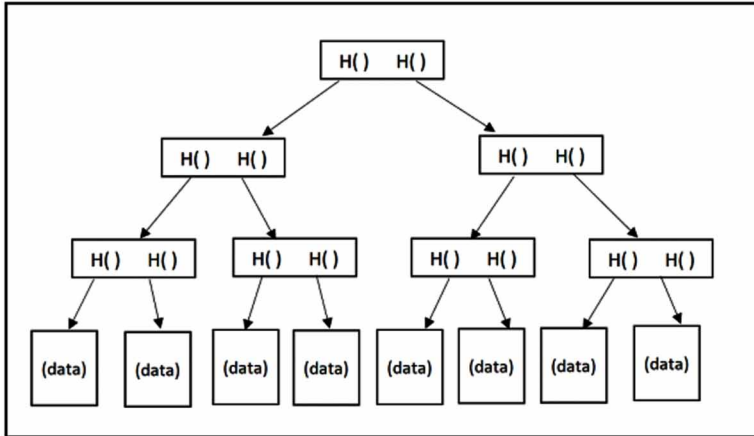 H( ) H( )
H( ) H( ) H( ) H( )
H( ) H( ) H( ) H( ) H( ) H( ) H( ) H( )
(data) (data) (data) (data) (data) (data) (data) (data)